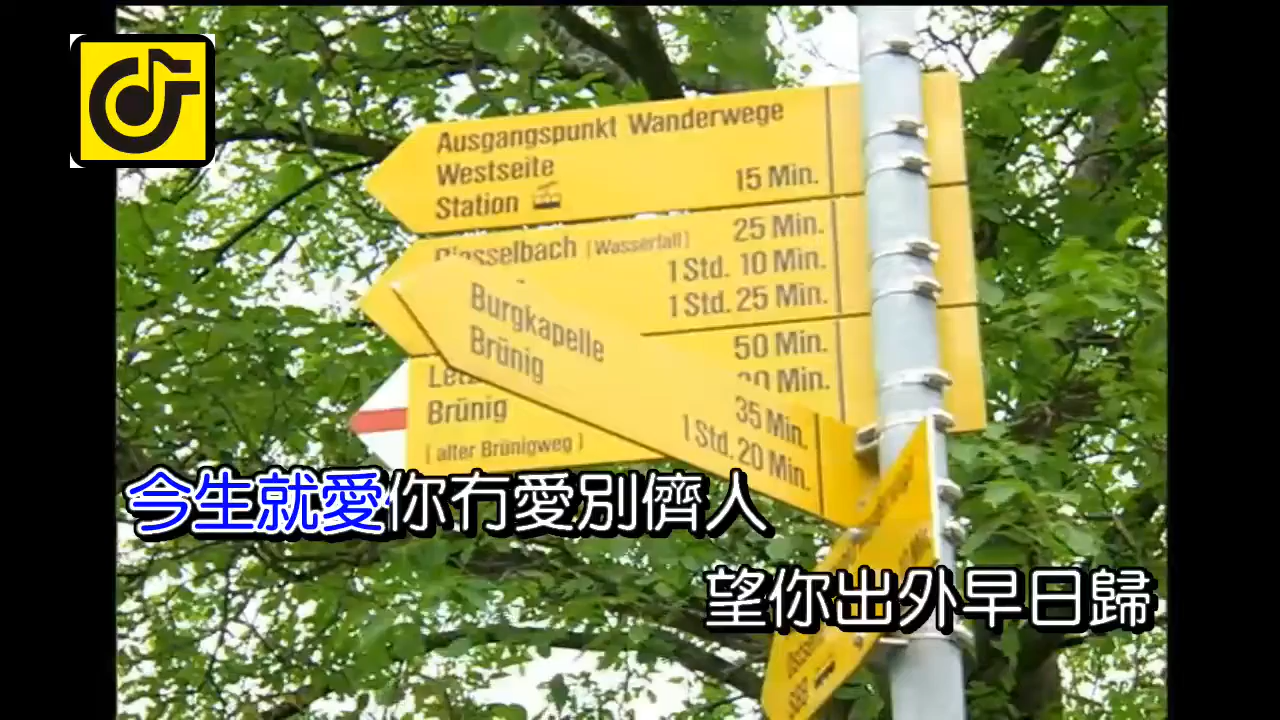 Ausgangspunkt Wanderwege
Westseite
Station 15 Min.
(Wasserfall) 25 Min.
1 Std. 10 Min.
1 Std. 25 Min.
50 Min.
Min.
Burgkapelle
Brünig
35 Min.
1 Std. 20 Min.
Brünig
(alter Brünigweg)
今生就愛你冇愛別儕人
望你出外早日歸